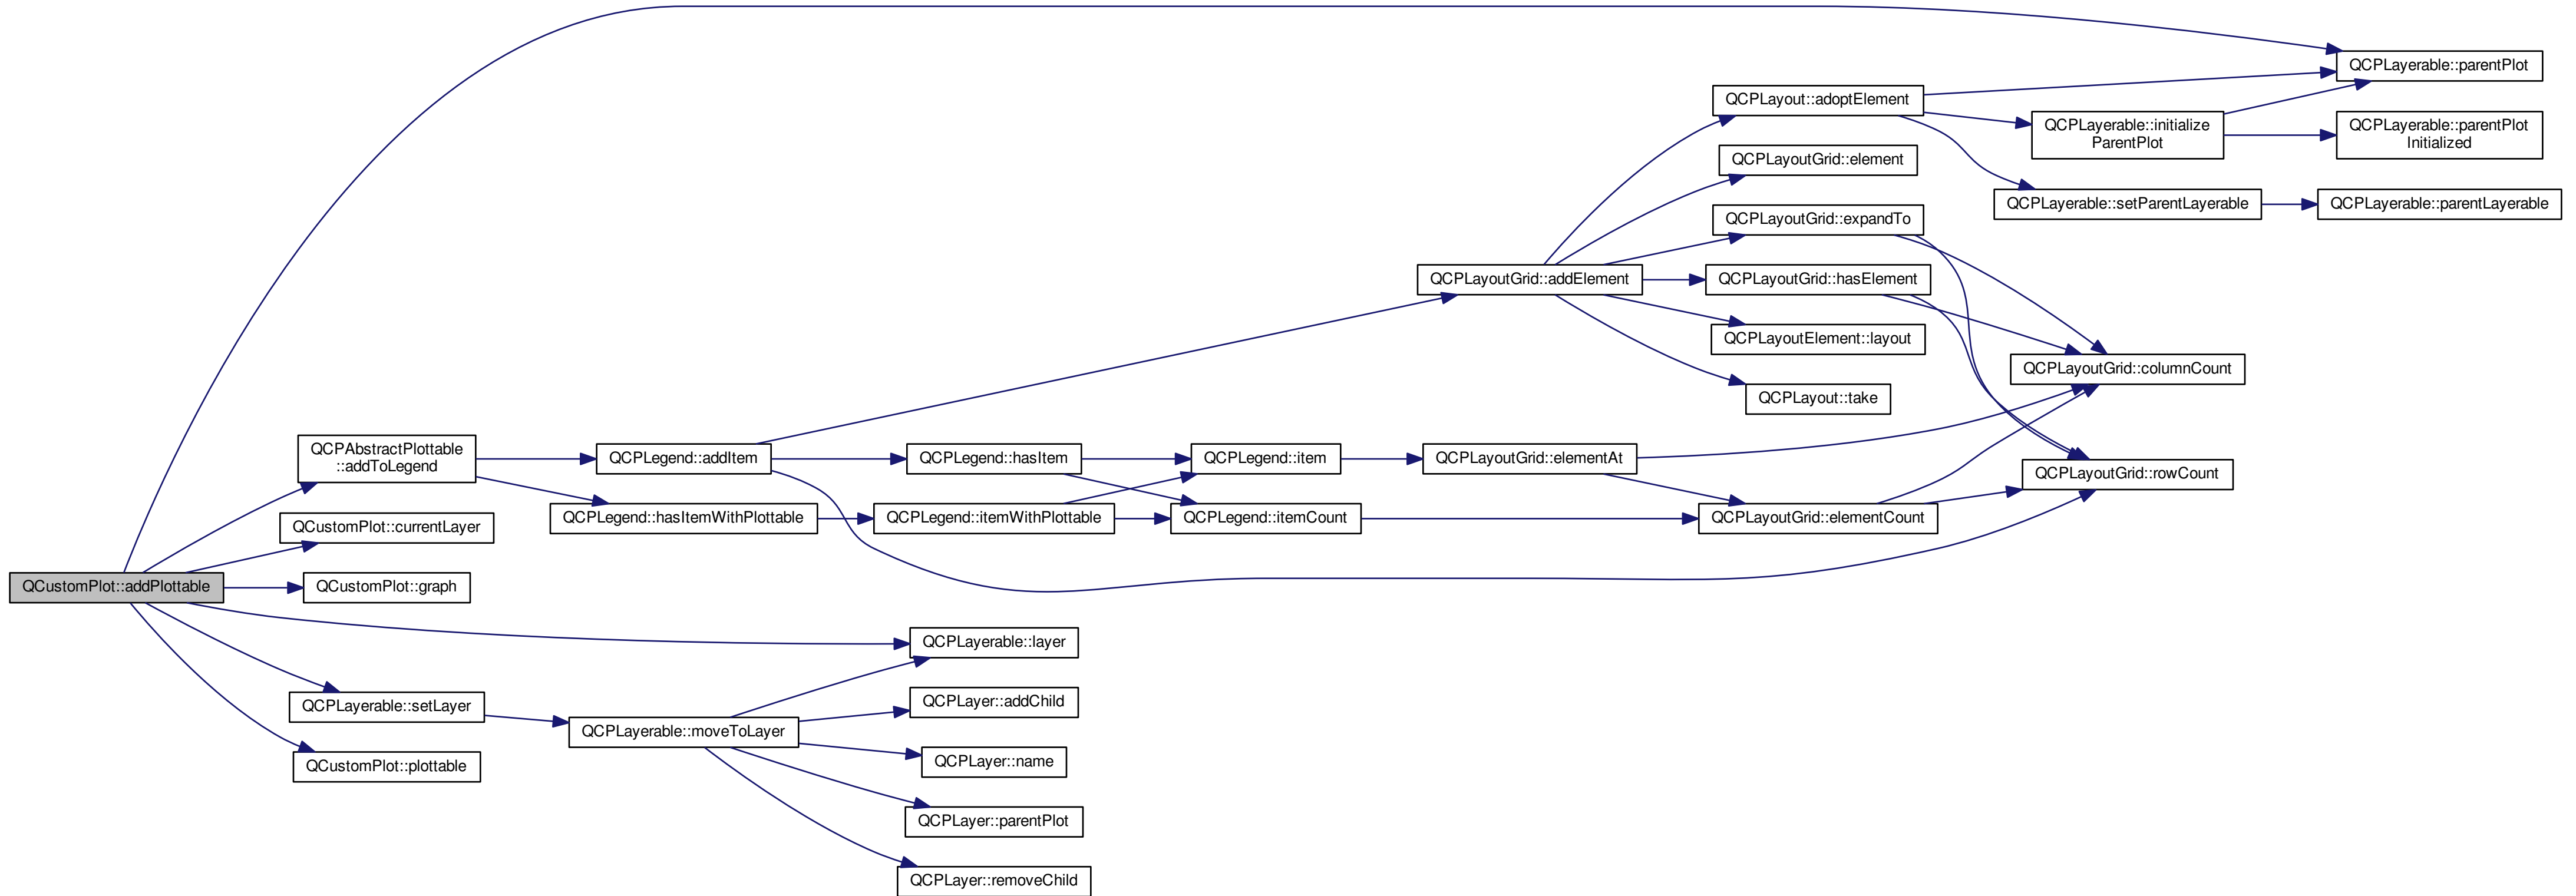 QCPLayerable::parentPlot
QCPLayout::adoptElement
QCPLayerable::initialize
ParentPlot
QCPLayerable::parentPlot
Initialized
QCPLayoutGrid::element
QCPLayerable::setParentLayerable
QCPLayerable::parentLayerable
QCPLayoutGrid::expandTo
QCPLayoutGrid::addElement
QCPLayoutGrid::hasElement
QCPLayoutElement::layout
QCPLayoutGrid::columnCount
QCPLayout::take
QCPAbstractPlottable
::addToLegend
QCPLegend::addItem
QCPLegend::hasItem
QCPLegend::item
QCPLayoutGrid::elementAt
QCPLayoutGrid::rowCount
QCPLegend::hasItemWithPlottable
QCPLegend::itemWithPlottable
QCPLegend::itemCount
QCPLayoutGrid::elementCount
QCustomPlot::currentLayer
QCustomPlot::addPlottable
QCustomPlot::graph
QCPLayerable::layer
QCPLayerable::setLayer
QCPLayer::addChild
QCPLayerable::moveToLayer
QCustomPlot::plottable
QCPLayer::name
QCPLayer::parentPlot
QCPLayer::removeChild